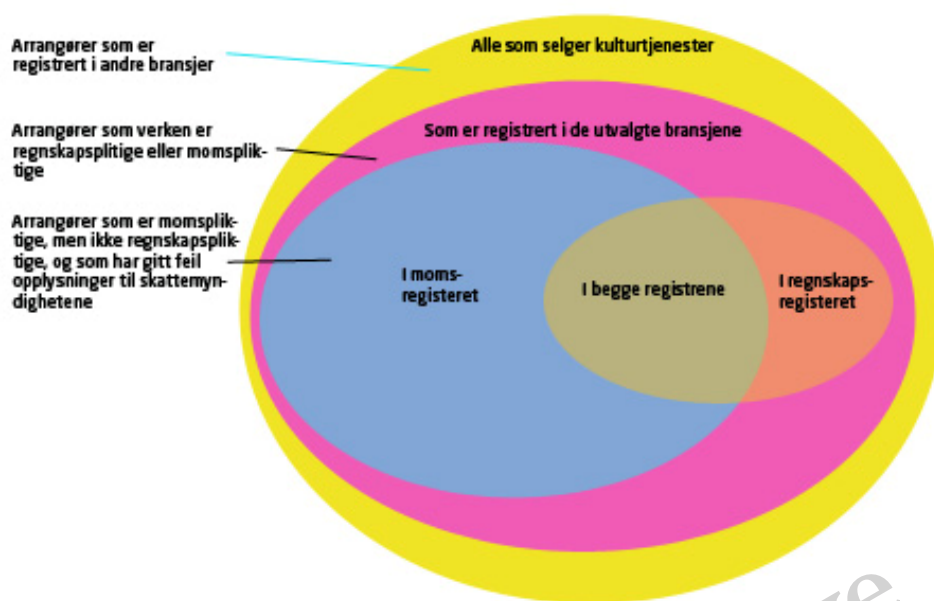 Arrangører som er
registrert i andre bransjer
Alle som selger kulturtjenester
Arrangører som verken er
regnskapsplitige eller momsplik-
tige
Som er registrert i de utvalgte bransjene
Arrangører som er momsplik-
tige, men ikke regnskapsplik-
tige, og som har gitt feil
opplysninger til skattemyn-
dighetene
I moms-
registeret
I begge registrene
I regnskaps-
registeret